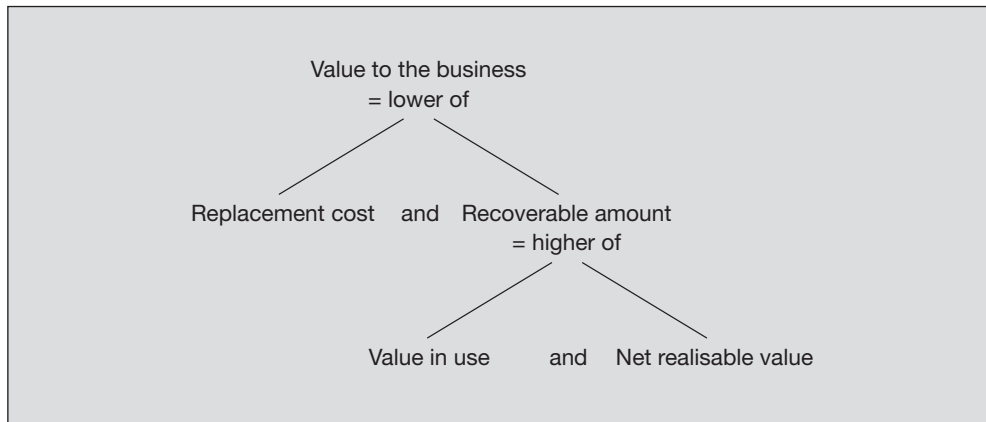 Value to the business
= lower of
Replacement cost and Recoverable amount
= higher of
Value in use and Net realisable value